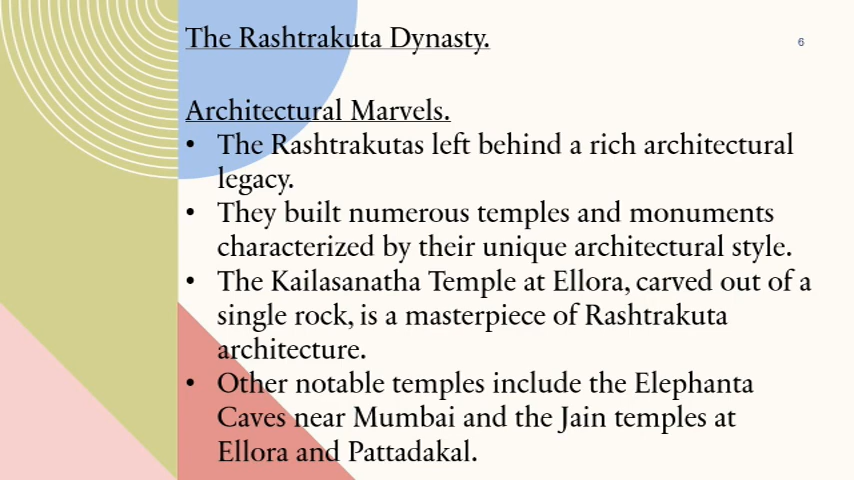 The Rashtrakuta Dynasty.
6
Architectural Marvels.
• The Rashtrakutas left behind a rich architectural
legacy.
• They built numerous temples and monuments
characterized by their unique architectural style.
• The Kailasanatha Temple at Ellora, carved out of a
single rock, is a masterpiece of Rashtrakuta
architecture.
• Other notable temples include the Elephanta
Caves near Mumbai and the Jain temples at
Ellora and Pattadakal.